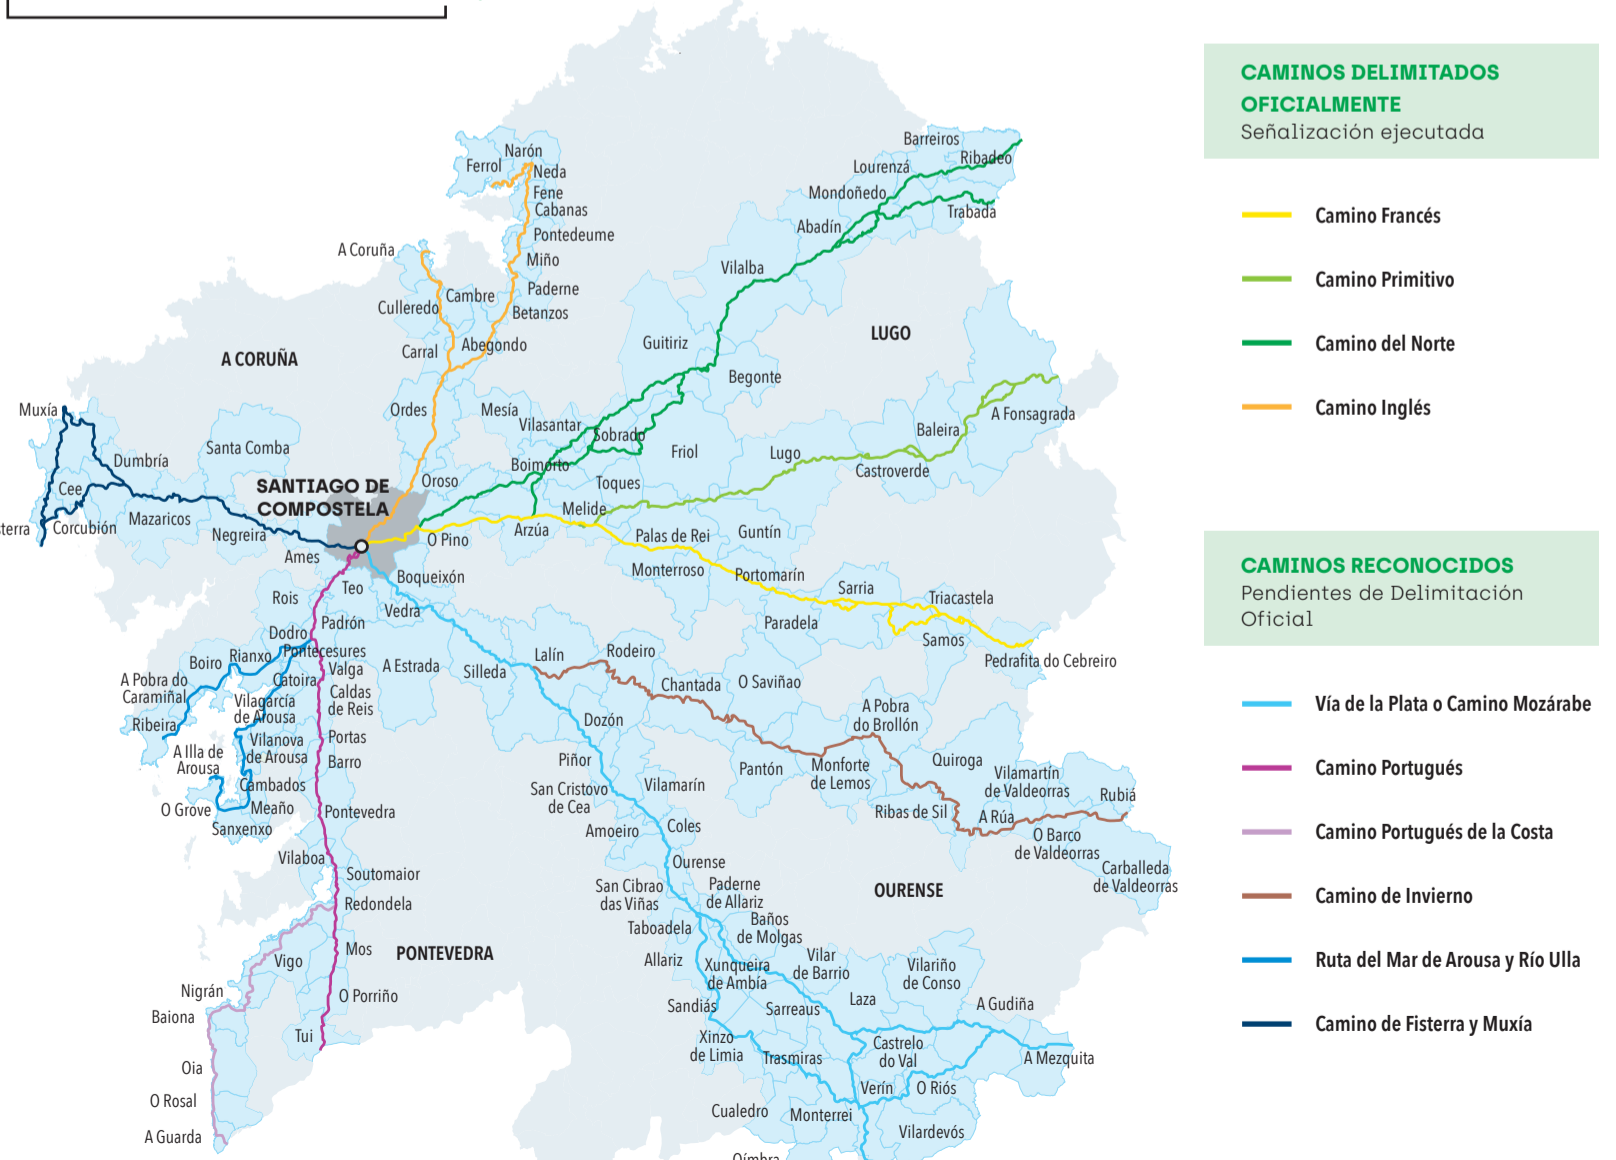 Narón
Ferrol
Neda
Fene
Cabanas
Pontedeume
A Coruña
Miño
Paderne
Cambre
Culleredo
Betanzos
Carral
Abegondo
A CORUÑA
Ordes
Mesía
Vilasantar
Sobrado
Boimorto
Oroso
Toques
Melide
Arzúa
O Pino
Barreiros
Ribadeo
Lourenzá
Mondoñedo
Trabada
Abadín
Vilalba
LUGO
Guitiriz
Begonte
A Fonsagrada
Baleira
Friol
Lugo
Castroverde
Muxía
Santa Comba
Dumbría
Cee
SANTIAGO DE
COMPOSTELA
sterra
Corcubión
Mazaricos
Negreira
Ames
Palas de Rei
Guntín
Monterroso
Portomarín
Sarria
Triacastela
Paradela
Samos
Pedrafita do Cebreiro
Boqueixón
Teo
Vedra
Rois
Padrón
Dodro
Pontecesures
Rianxo
Boiro
Valga
A Estrada
Silleda
Lalín
Rodeiro
A Pobra do
Caramiñal
Catoira
Caldas
de Reis
Vilagarcía
de Arousa
Ribeira
Chantada
O Saviñao
A Pobra
do Brollón
Dozón
Portas
Vilanova
de Arousa
A Illa de
Arousa
Barro
Piñor
Pantón
Monforte
de Lemos
Quiroga
Vilamartín
de Valdeorras
Rubiá
Cambados
Meaño
O Grove
Sanxenxo
Pontevedra
San Cristovo
de Cea
Vilamarín
Ribas de Sil
A Rúa
O Barco
de Valdeorras
Amoeiro
Coles
Carballeda
de Valdeorras
Vilaboa
Soutomaior
Ourense
OURENSE
San Cibrao
das Viñas
Paderne
de Allariz
Redondela
Taboadela
Baños
de Molgas
PONTEVEDRA
Mos
Vigo
Allariz
Xunqueira
de Ambía
Vilar
de Barrio
Vilariño
de Conso
Nigrán
O Porriño
Sandiás
Sarreaus
Laza
A Gudiña
Baiona
Tui
Xinzo
de Limia
Trasmiras
Castrelo
do Val
A Mezquita
Oia
Verín
O Riós
O Rosal
Cualedro
Monterrei
A Guarda
Vilardevós
Oímbra
CAMINOS DELIMITADOS
OFICIALMENTE
Señalización ejecutada
Camino Francés
Camino Primitivo
Camino del Norte
Camino Inglés
CAMINOS RECONOCIDOS
Pendientes de Delimitación
Oficial
Vía de la Plata o Camino Mozárabe
Camino Portugués
Camino Portugués de la Costa
Camino de Invierno
Ruta del Mar de Arousa y Río Ulla
Camino de Fisterra y Muxía